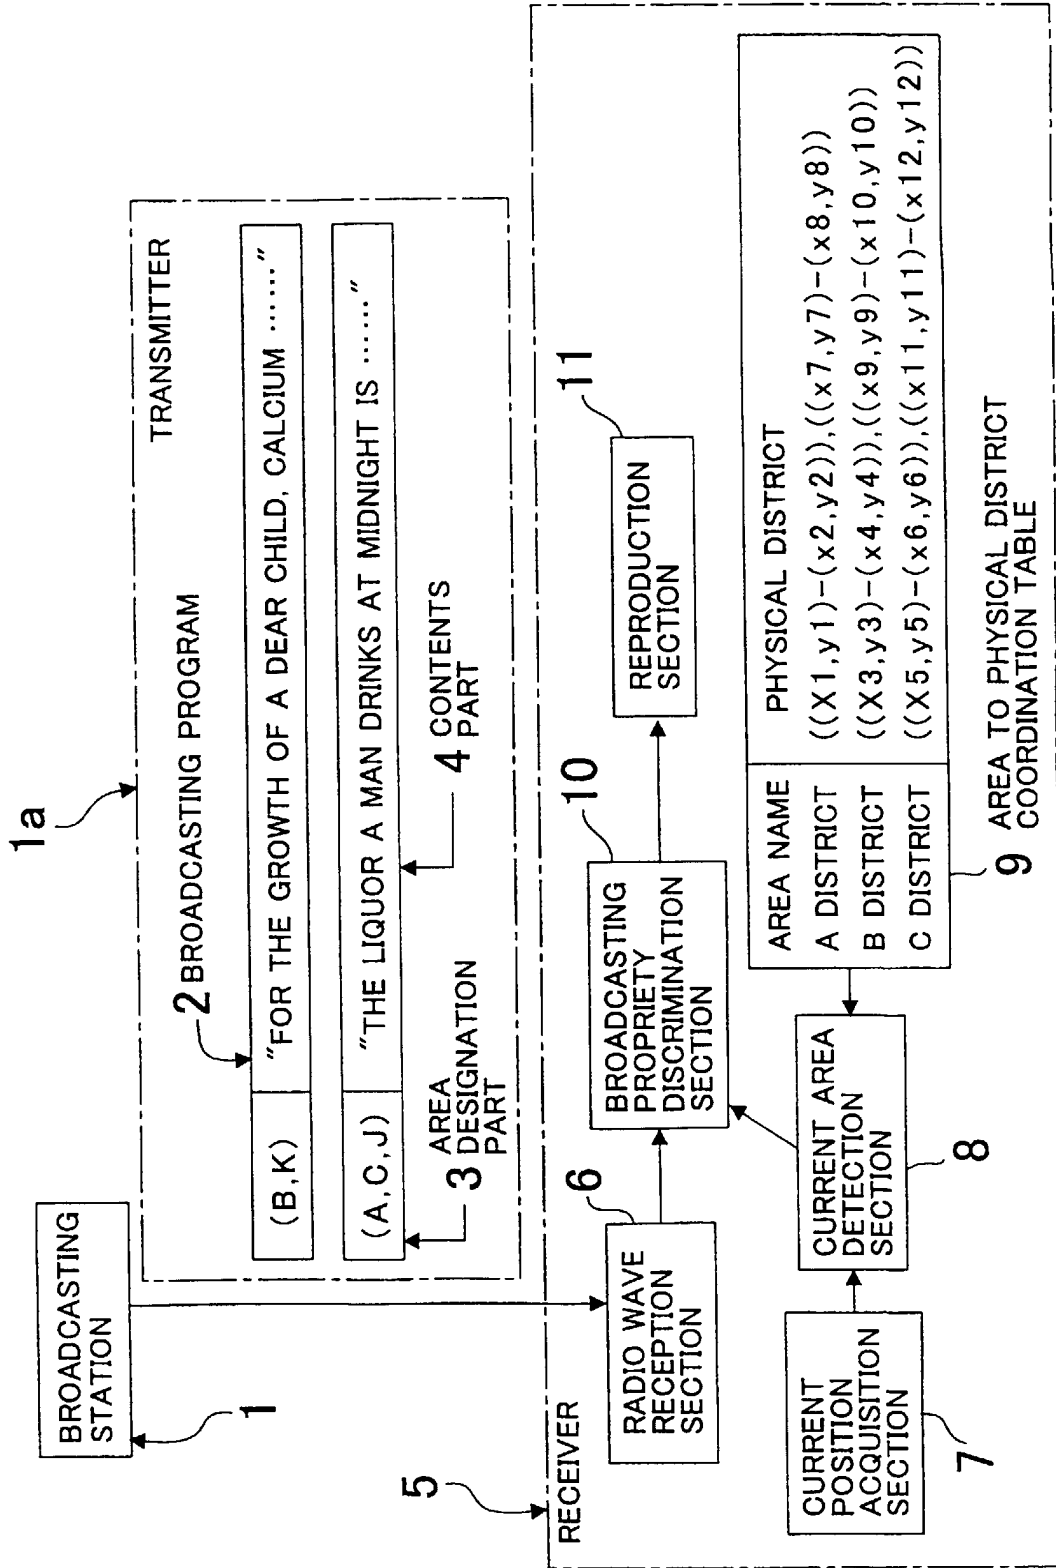 1a
BROADCASTING
STATION
1
TRANSMITTER
2 BROADCASTING PROGRAM
(B,K) "FOR THE GROWTH OF A DEAR CHILD, CALCIUM ......"
(A,C,J) "THE LIQUOR A MAN DRINKS AT MIDNIGHT IS ......"
3 AREA
DESIGNATION
PART
4 CONTENTS
PART
5
RECEIVER
6
RADIO WAVE
RECEPTION
SECTION
10
BROADCASTING
PROPRIETY
DISCRIMINATION
SECTION
11
REPRODUCTION
SECTION
CURRENT
POSITION
ACQUISITION
SECTION
7
CURRENT AREA
DETECTION
SECTION
8
AREA NAME PHYSICAL DISTRICT
A DISTRICT ((X1,y1)-(x2,y2)),((x7,y7)-(x8,y8))
B DISTRICT ((X3,y3)-(x4,y4)),((x9,y9)-(x10,y10))
C DISTRICT ((X5,y5)-(x6,y6)),((x11,y11)-(x12,y12))
9
AREA TO PHYSICAL DISTRICT
COORDINATION TABLE